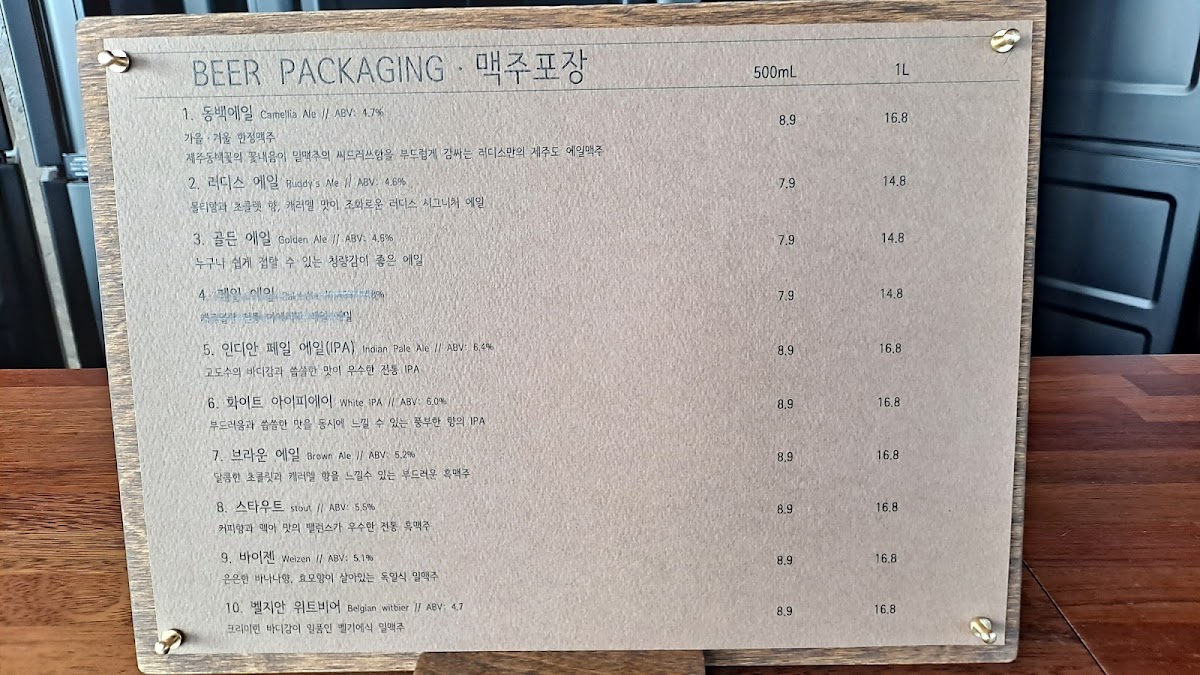 BEER PACKAGING · 맥주포장 500mL 1L
1. 동백에일 Camellia Ale // ABV: 4.7% 8.9 16.8
가을·겨울 한정맥주
제주동백꽃의 꽃내음이 밀맥주의 씨드러쓰함을 부드럽게 감싸는 러디스만의 제주도 에일맥주
2. 러디스 에일 Ruddy's Ale // ABV: 4.6% 7.9 14.8
몰티함과 초콜렛 향, 캐러멜 맛이 조화로운 러디스 시그니처 에일
3. 골든 에일 Golden Ale // ABV: 4.6% 7.9 14.8
누구나 쉽게 접할 수 있는 청량감이 좋은 에일
4. 페일 에일 7.9 14.8
5. 인디안 페일 에일(IPA) Indian Pale Ale // ABV: 6.4% 8.9 16.8
고도수의 바디감과 씁쓸한 맛이 우수한 전통 IPA
6. 화이트 아이피에이 White IPA // ABV: 6.0% 8.9 16.8
부드러움과 씁쓸한 맛을 동시에 느낄 수 있는 풍부한 향의 IPA
7. 브라운 에일 Brown Ale // ABV: 5.2% 8.9 16.8
달콤한 초콜릿과 캐러멜 향을 느낄수 있는 부드러운 흑맥주
8. 스타우트 stout // ABV: 5.5% 8.9 16.8
커피향과 맥아 맛의 밸런스가 우수한 전통 흑맥주
9. 바이젠 Weizen // ABV: 5.1% 8.9 16.8
은은한 바나나향, 효모향이 살아있는 독일식 밀맥주
10. 벨지안 위트비어 Belgian witbier // ABV: 4.7 8.9 16.8
크리미한 바디감이 일품인 벨기에식 밀맥주